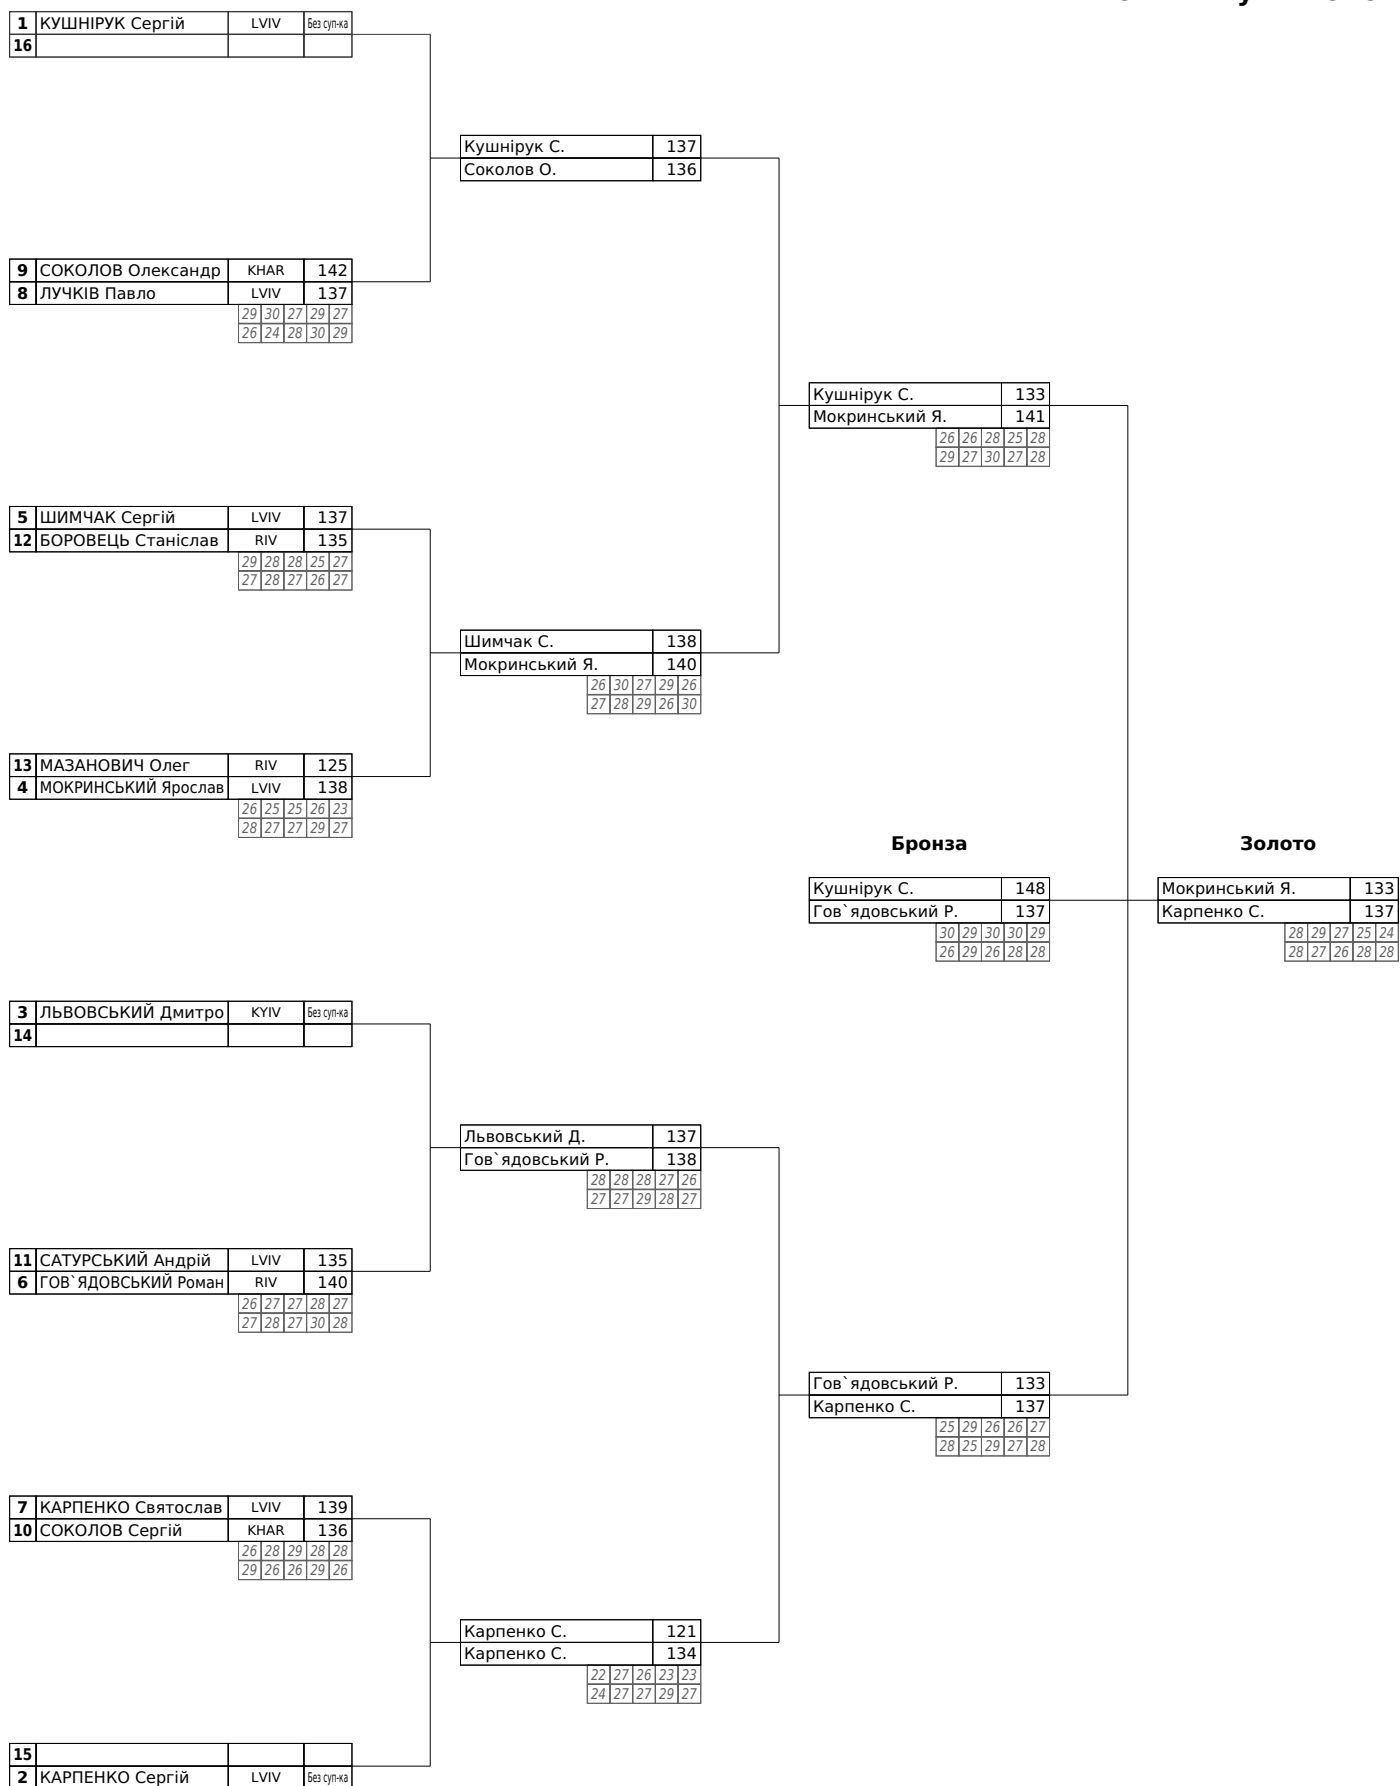 1 КУШНІРУК Сергій LVIV Без суп-ка
16
Кушнірук С. 137
Соколов О. 136
9 СОКОЛОВ Олександр KHAR 142
8 ЛУЧКІВ Павло LVIV 137
29 30 27 29 27
26 24 28 30 29
Кушнірук С. 133
Мокринський Я. 141
26 26 28 25 28
29 27 30 27 28
5 ШИМЧАК Сергій LVIV 137
12 БОРОВЕЦЬ Станіслав RIV 135
29 28 28 25 27
27 28 27 26 27
Шимчак С. 138
Мокринський Я. 140
26 30 27 29 26
27 28 29 26 30
13 МАЗАНОВИЧ Олег RIV 125
4 МОКРИНСЬКИЙ Ярослав LVIV 138
26 25 25 26 23
28 27 27 29 27
Бронза Золото
Кушнірук С. 148 Мокринський Я. 133
Гов`ядовський Р. 137 Карпенко С. 137
30 29 30 30 29 28 29 27 25 24
26 29 26 28 28 28 27 26 28 28
3 ЛЬВОВСЬКИЙ Дмитро KYIV Без суп-ка
14
Львовський Д. 137
Гов`ядовський Р. 138
28 28 28 27 26
27 27 29 28 27
11 САТУРСЬКИЙ Андрій LVIV 135
6 ГОВ`ЯДОВСЬКИЙ Роман RIV 140
26 27 27 28 27
27 28 27 30 28
Гов`ядовський Р. 133
Карпенко С. 137
25 29 26 26 27
28 25 29 27 28
7 КАРПЕНКО Святослав LVIV 139
10 СОКОЛОВ Сергій KHAR 136
26 28 29 28 28
29 26 26 29 26
Карпенко С. 121
Карпенко С. 134
22 27 26 23 23
24 27 27 29 27
15
2 КАРПЕНКО Сергій LVIV Без суп-ка